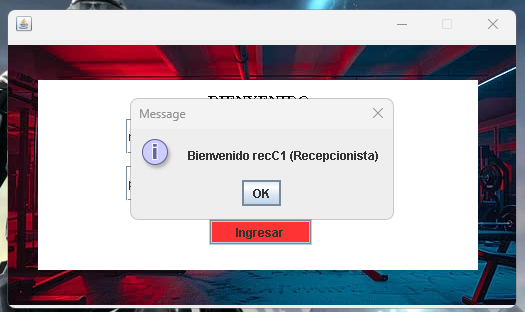 Message
Bienvenido recC1 (Recepcionista)
OK
Ingresar